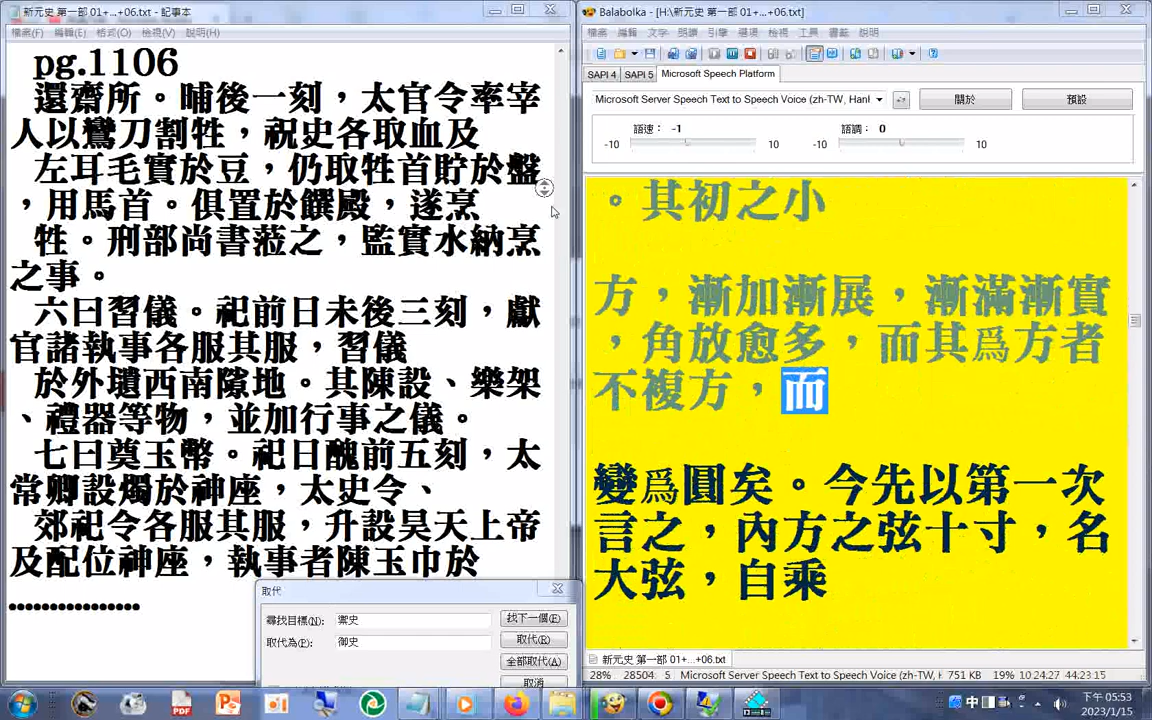 新元史 第一部 01+...+06.txt - 記事本
檔案(F) 編輯(E) 格式(O) 檢視(V) 說明(H)
pg.1106
還齋所。晡後一刻，太官令率宰
人以鸞刀割牲，祝史各取血及
左耳毛實於豆，仍取牲首貯於盤
，用馬首。俱置於饌殿，遂烹
牲。刑部尚書蒞之，監實水納烹
之事。
六曰習儀。祀前日未後三刻，獻
官諸執事各服其服，習儀
於外壝西南隙地。其陳設、樂架
、禮器等物，並加行事之儀。
七曰奠玉幣。祀日醜前五刻，太
常卿設燭於神座，太史令、
郊祀令各服其服，升設昊天上帝
及配位神座，執事者陳玉巾於
取代
尋找目標(N): 禦史 找下一個(F)
取代為(P): 御史 取代(R)
全部取代(A)
取消
Balabolka - [H:\新元史 第一部 01+...+06.txt]
檔案 編輯 文字 朗讀 引擎 選項 檢視 工具 書籤 說明
SAPI 4 SAPI 5 Microsoft Speech Platform
Microsoft Server Speech Text to Speech Voice (zh-TW, Hanl 關於 預設
語速： -1 語調： 0
-10 10 -10 10
。其初之小
方，漸加漸展，漸滿漸實
，角放愈多，而其爲方者
不複方，而
變爲圓矣。今先以第一次
言之，內方之弦十寸，名
大弦，自乘
新元史 第一部 01+...+06.txt
28% 28504: 5 Microsoft Server Speech Text to Speech Voice (zh-TW, H 751 KB 19% 10:24:27 44:23:15
中 下午 05:53
2023/1/15